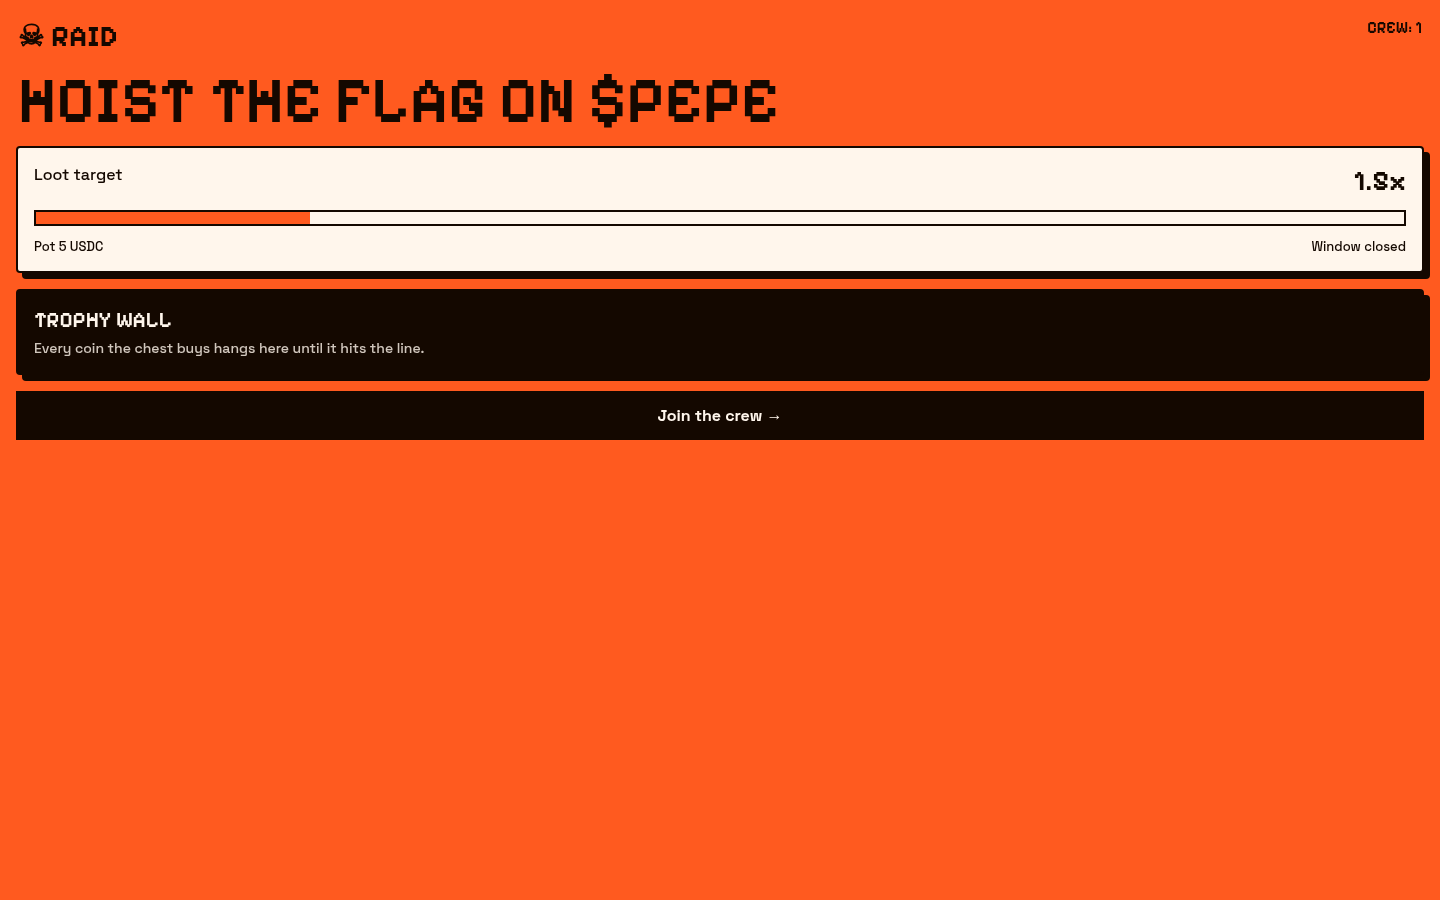 ☠ RAID
CREW: 1
HOIST THE FLAG ON $PEPE
Loot target
1.8x
Pot 5 USDC
Window closed
TROPHY WALL
Every coin the chest buys hangs here until it hits the line.
Join the crew →